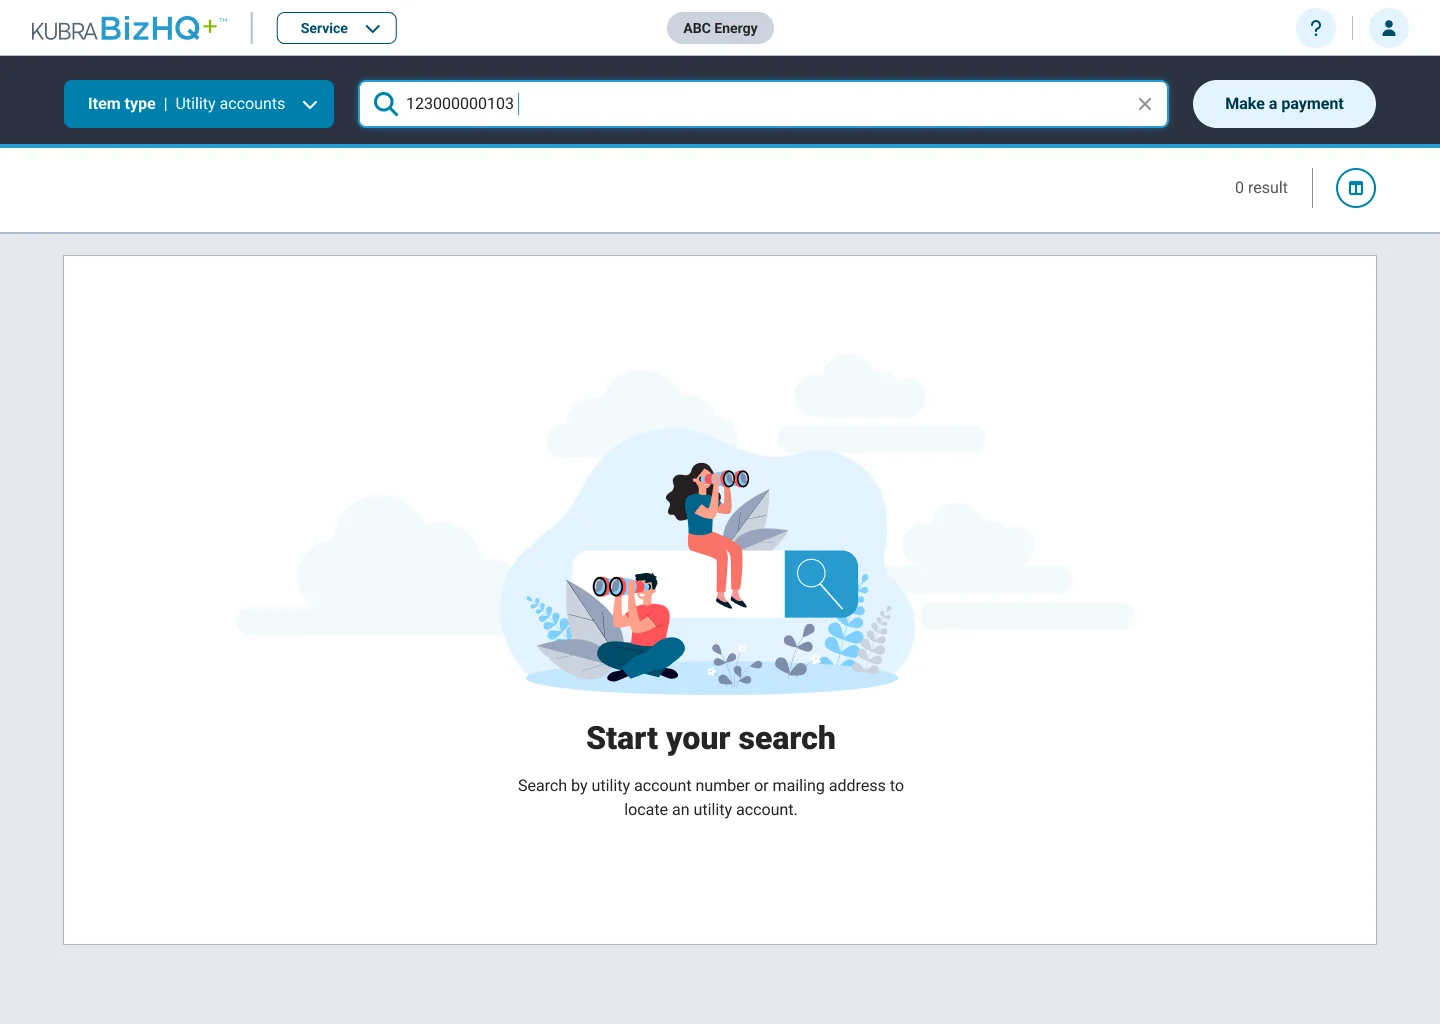 KUBRA BizHQ+™
Service
ABC Energy
?
Item type | Utility accounts
123000000103
Make a payment
0 result
Start your search
Search by utility account number or mailing address to
locate an utility account.